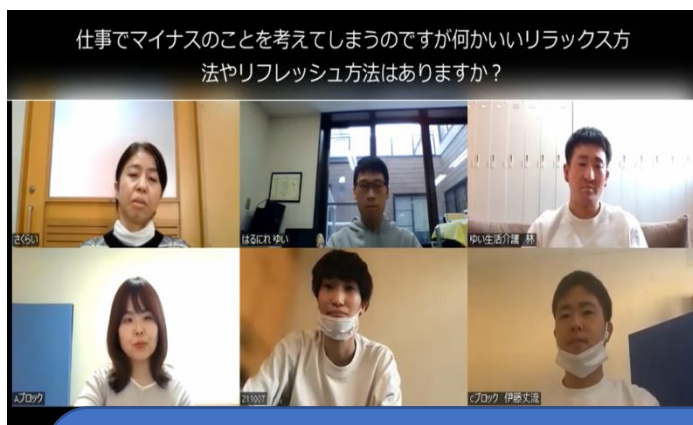 仕事でマイナスのことを考えてしまうのですが何かいいリラックス方
法やリフレッシュ方法はありますか？
さくらい
はるにれ ゆい
ゆい生活介護 林
Aブロック
211007
Cブロック 伊藤丈流